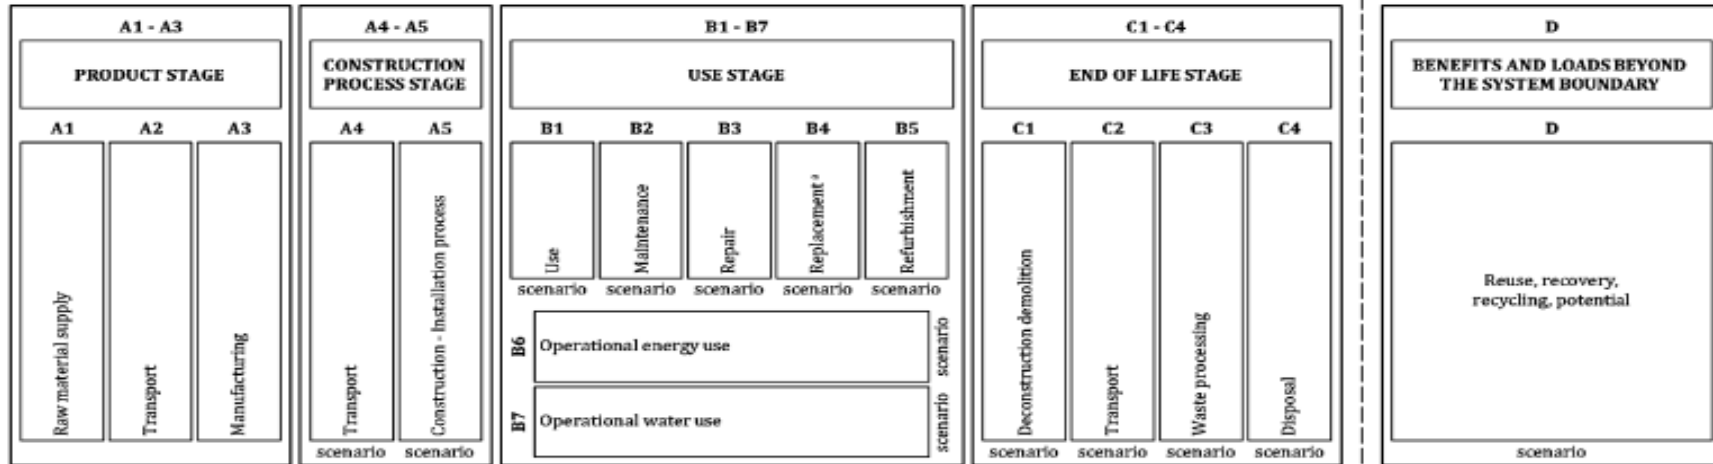 A1 - A3
PRODUCT STAGE
A1
A2
A3
Raw material supply
Transport
Manufacturing
A4 - A5
CONSTRUCTION
PROCESS STAGE
A4
A5
Transport
Construction - Installation process
scenario
scenario
B1 - B7
USE STAGE
B1
B2
B3
B4
B5
Use
Maintenance
Repair
Replacement a
Refurbishment
scenario
scenario
scenario
scenario
scenario
B6
Operational energy use
scenario
B7
Operational water use
scenario
C1 - C4
END OF LIFE STAGE
C1
C2
C3
C4
Deconstruction demolition
Transport
Waste processing
Disposal
scenario
scenario
scenario
scenario
D
BENEFITS AND LOADS BEYOND
THE SYSTEM BOUNDARY
D
Reuse, recovery,
recycling, potential
scenario